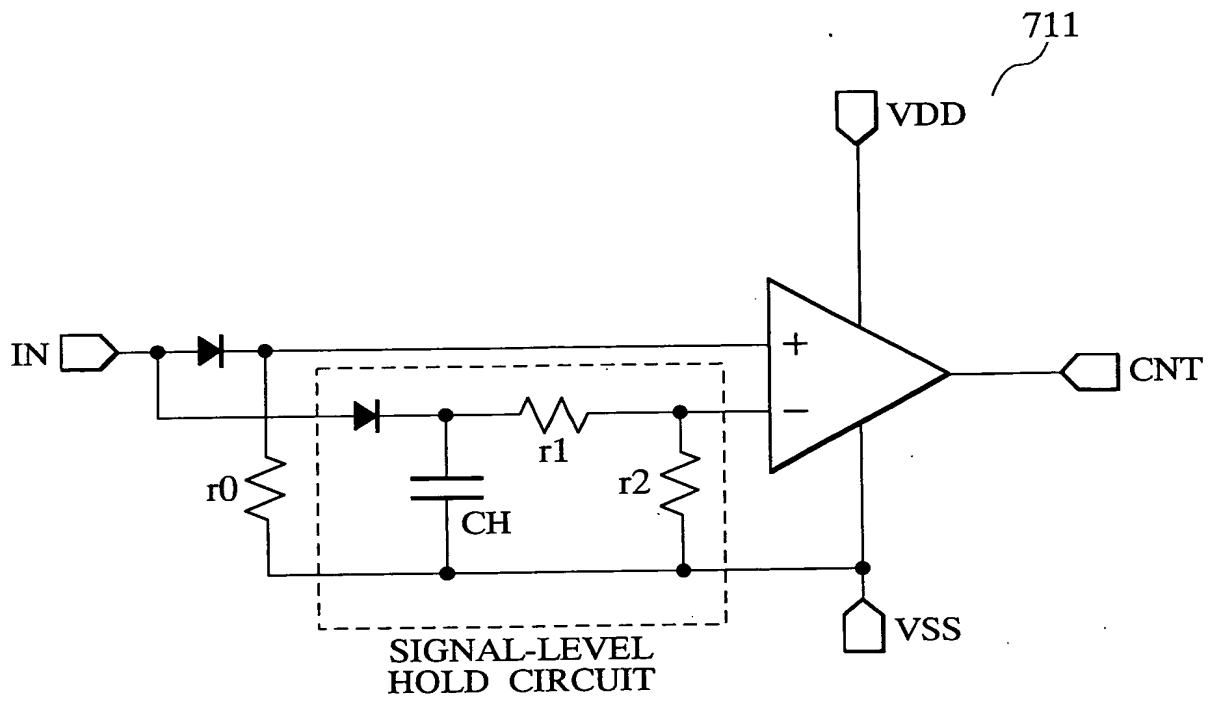 711
VDD
IN
+
CNT
−
r1
r0
r2
CH
VSS
SIGNAL-LEVEL
HOLD CIRCUIT